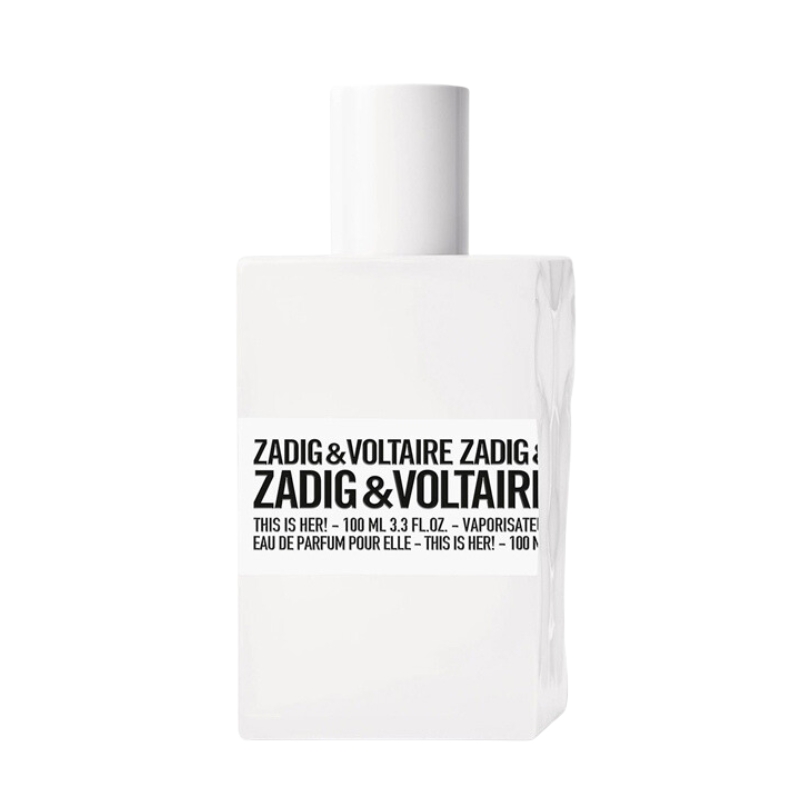 ZADIG&VOLTAIRE ZADIG &
ZADIG &VOLTAIRE
THIS IS HER! – 100 ML 3.3 FL.OZ. – VAPORISATEU
EAU DE PARFUM POUR ELLE – THIS IS HER! – 100 M